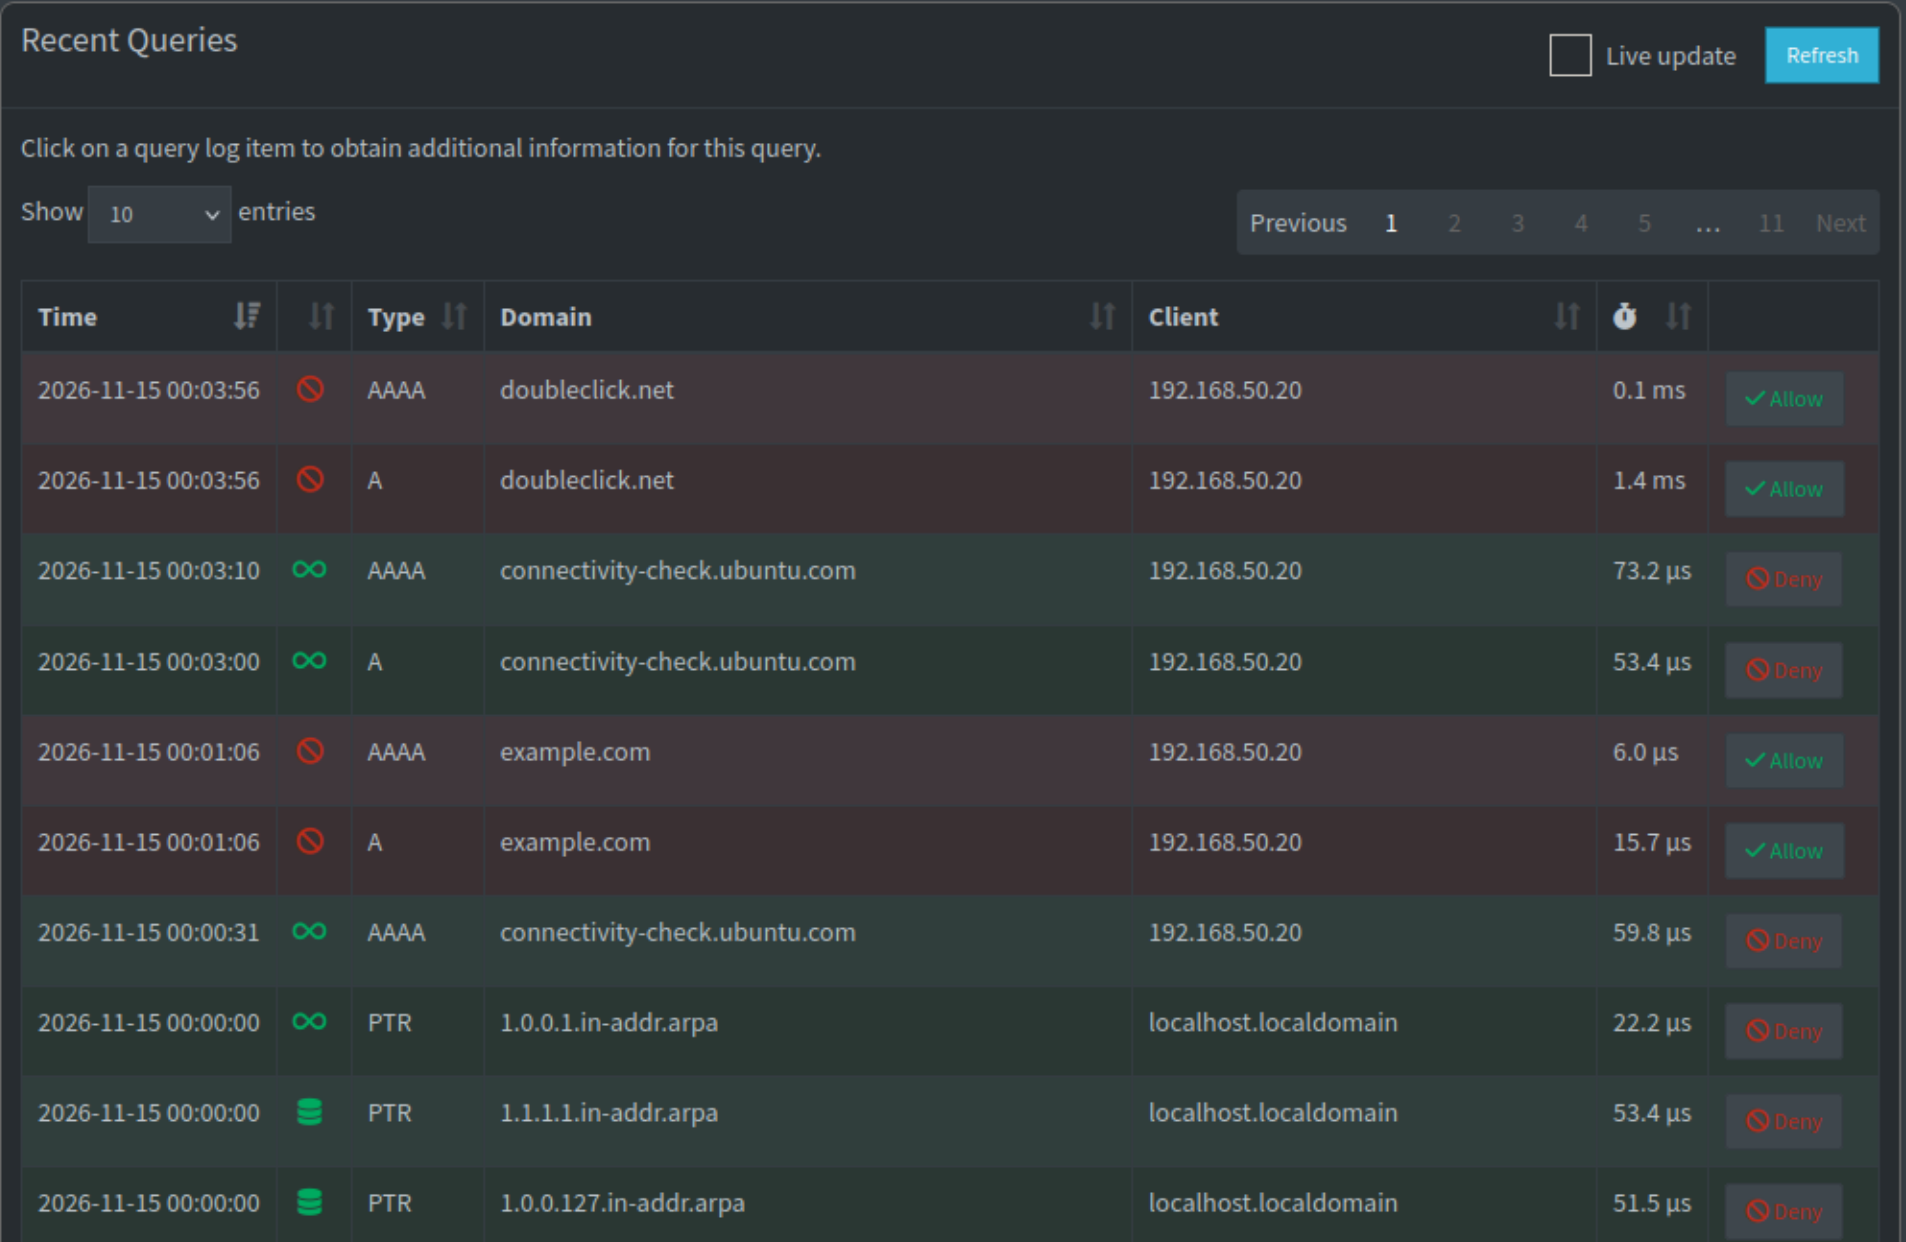 Recent Queries
Live update Refresh
Click on a query log item to obtain additional information for this query.
Show 10 entries
Previous 1 2 3 4 5 … 11 Next
Time Type Domain Client
2026-11-15 00:03:56 AAAA doubleclick.net 192.168.50.20 0.1 ms Allow
2026-11-15 00:03:56 A doubleclick.net 192.168.50.20 1.4 ms Allow
2026-11-15 00:03:10 AAAA connectivity-check.ubuntu.com 192.168.50.20 73.2 µs Deny
2026-11-15 00:03:00 A connectivity-check.ubuntu.com 192.168.50.20 53.4 µs Deny
2026-11-15 00:01:06 AAAA example.com 192.168.50.20 6.0 µs Allow
2026-11-15 00:01:06 A example.com 192.168.50.20 15.7 µs Allow
2026-11-15 00:00:31 AAAA connectivity-check.ubuntu.com 192.168.50.20 59.8 µs Deny
2026-11-15 00:00:00 PTR 1.0.0.1.in-addr.arpa localhost.localdomain 22.2 µs Deny
2026-11-15 00:00:00 PTR 1.1.1.1.in-addr.arpa localhost.localdomain 53.4 µs Deny
2026-11-15 00:00:00 PTR 1.0.0.127.in-addr.arpa localhost.localdomain 51.5 µs Deny